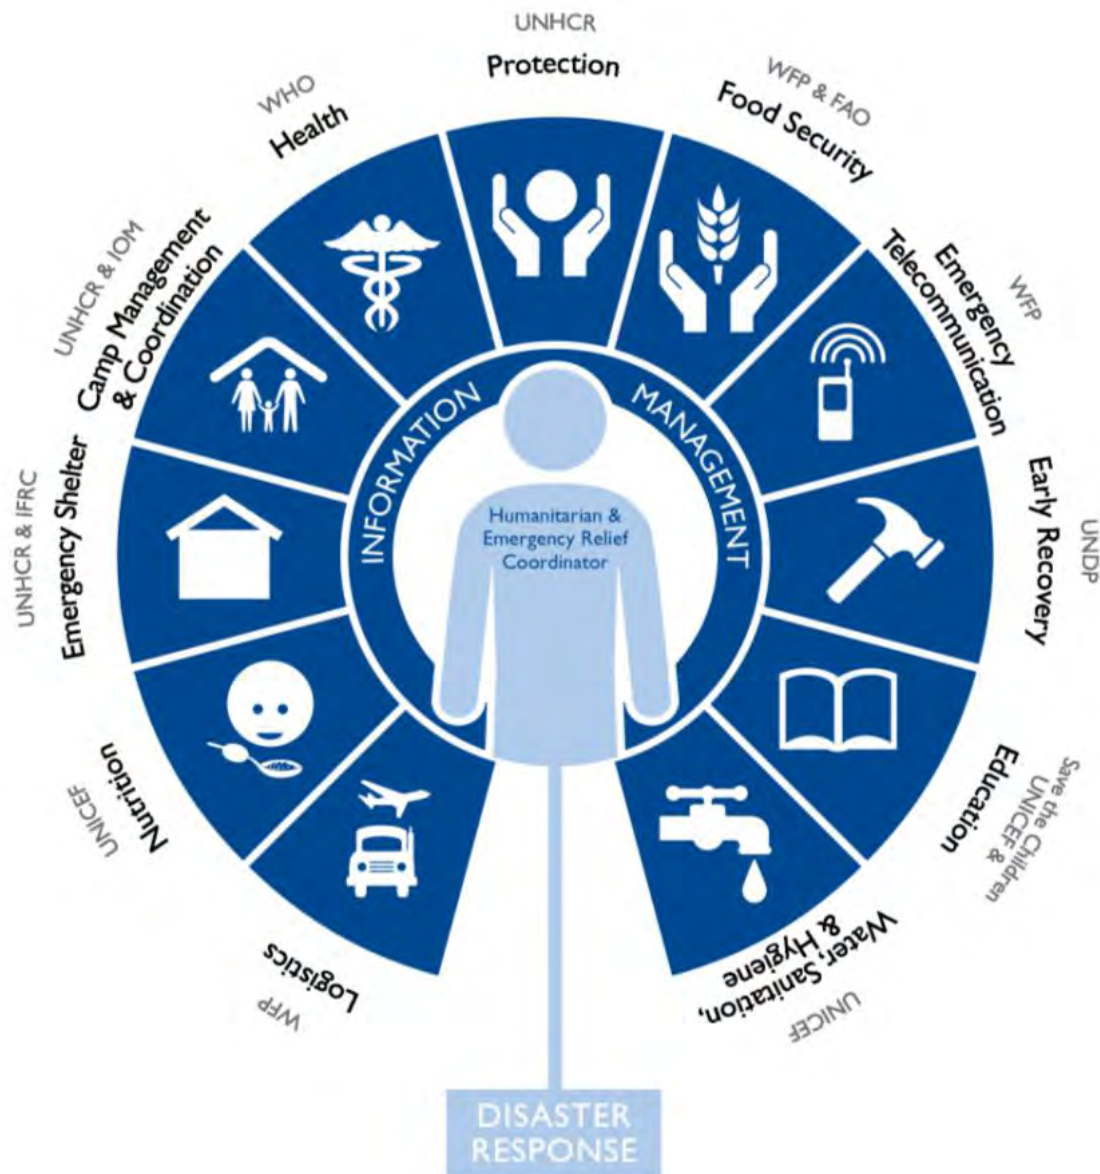 UNHCR
Protection
WFP & FAO
Food Security
WFP
Emergency
Telecommunication
UNDP
Early Recovery
Save the Children
UNICEF &
Education
Water, Sanitation,
& Hygiene
UNICEF
Logistics
WFP
Nutrition
UNICEF
UNHCR & IFRC
Emergency Shelter
UNHCR & IOM
Camp Management
& Coordination
WHO
Health
INFORMATION
MANAGEMENT
Humanitarian &
Emergency Relief
Coordinator
DISASTER
RESPONSE